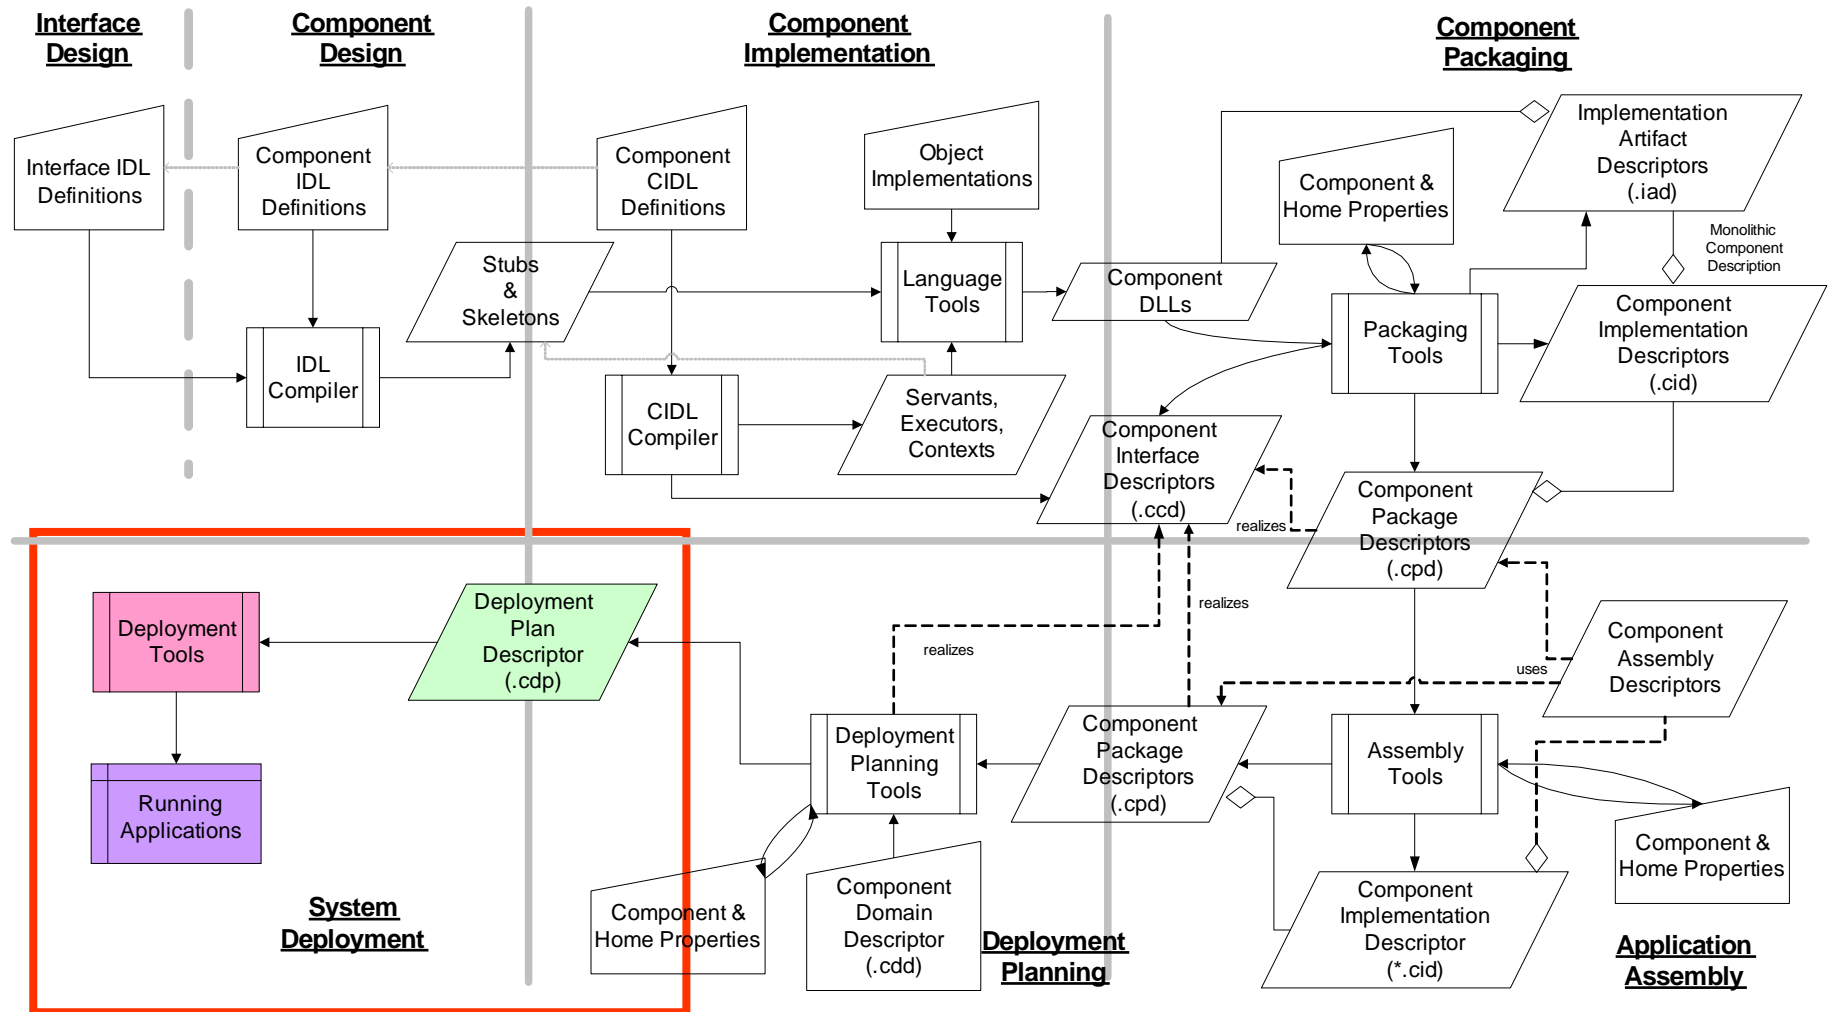 Interface
Design
Component
Design
Component
Implementation
Component
Packaging
Interface IDL
Definitions
Component
IDL
Definitions
Component
CIDL
Definitions
Object
Implementations
Component &
Home Properties
Implementation
Artifact
Descriptors
(.iad)
Monolithic
Component
Description
Stubs
&
Skeletons
Language
Tools
Component
DLLs
Packaging
Tools
Component
Implementation
Descriptors
(.cid)
IDL
Compiler
CIDL
Compiler
Servants,
Executors,
Contexts
Component
Interface
Descriptors
(.ccd)
realizes
Component
Package
Descriptors
(.cpd)
Deployment
Tools
Deployment
Plan
Descriptor
(.cdp)
realizes
realizes
uses
Component
Assembly
Descriptors
Running
Applications
Deployment
Planning
Tools
Component
Package
Descriptors
(.cpd)
Assembly
Tools
Component &
Home Properties
System
Deployment
Component &
Home Properties
Component
Domain
Descriptor
(.cdd)
Deployment
Planning
Component
Implementation
Descriptor
(*.cid)
Application
Assembly